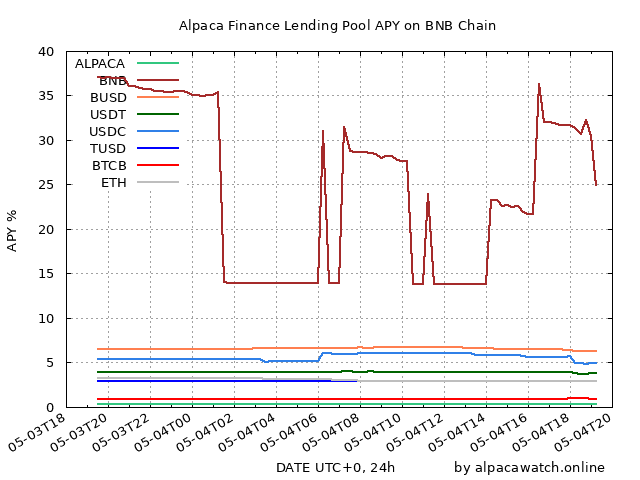 Alpaca Finance Lending Pool APY on BNB Chain
40
35
30
25
20
15
10
5
0
APY %
ALPACA
BNB
BUSD
USDT
USDC
TUSD
BTCB
ETH
05-03T18
05-03T20
05-03T22
05-04T00
05-04T02
05-04T04
05-04T06
05-04T08
05-04T10
05-04T12
05-04T14
05-04T16
05-04T18
05-04T20
DATE UTC+0, 24h
by alpacawatch.online